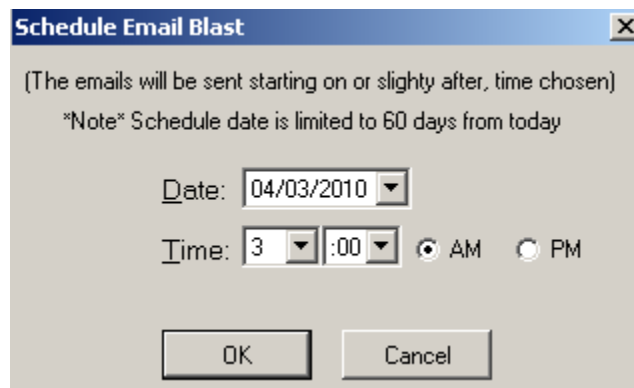 Schedule Email Blast
(The emails will be sent starting on or slighty after, time chosen)
*Note* Schedule date is limited to 60 days from today
Date: 04/03/2010
Time: 3 :00 AM PM
OK Cancel